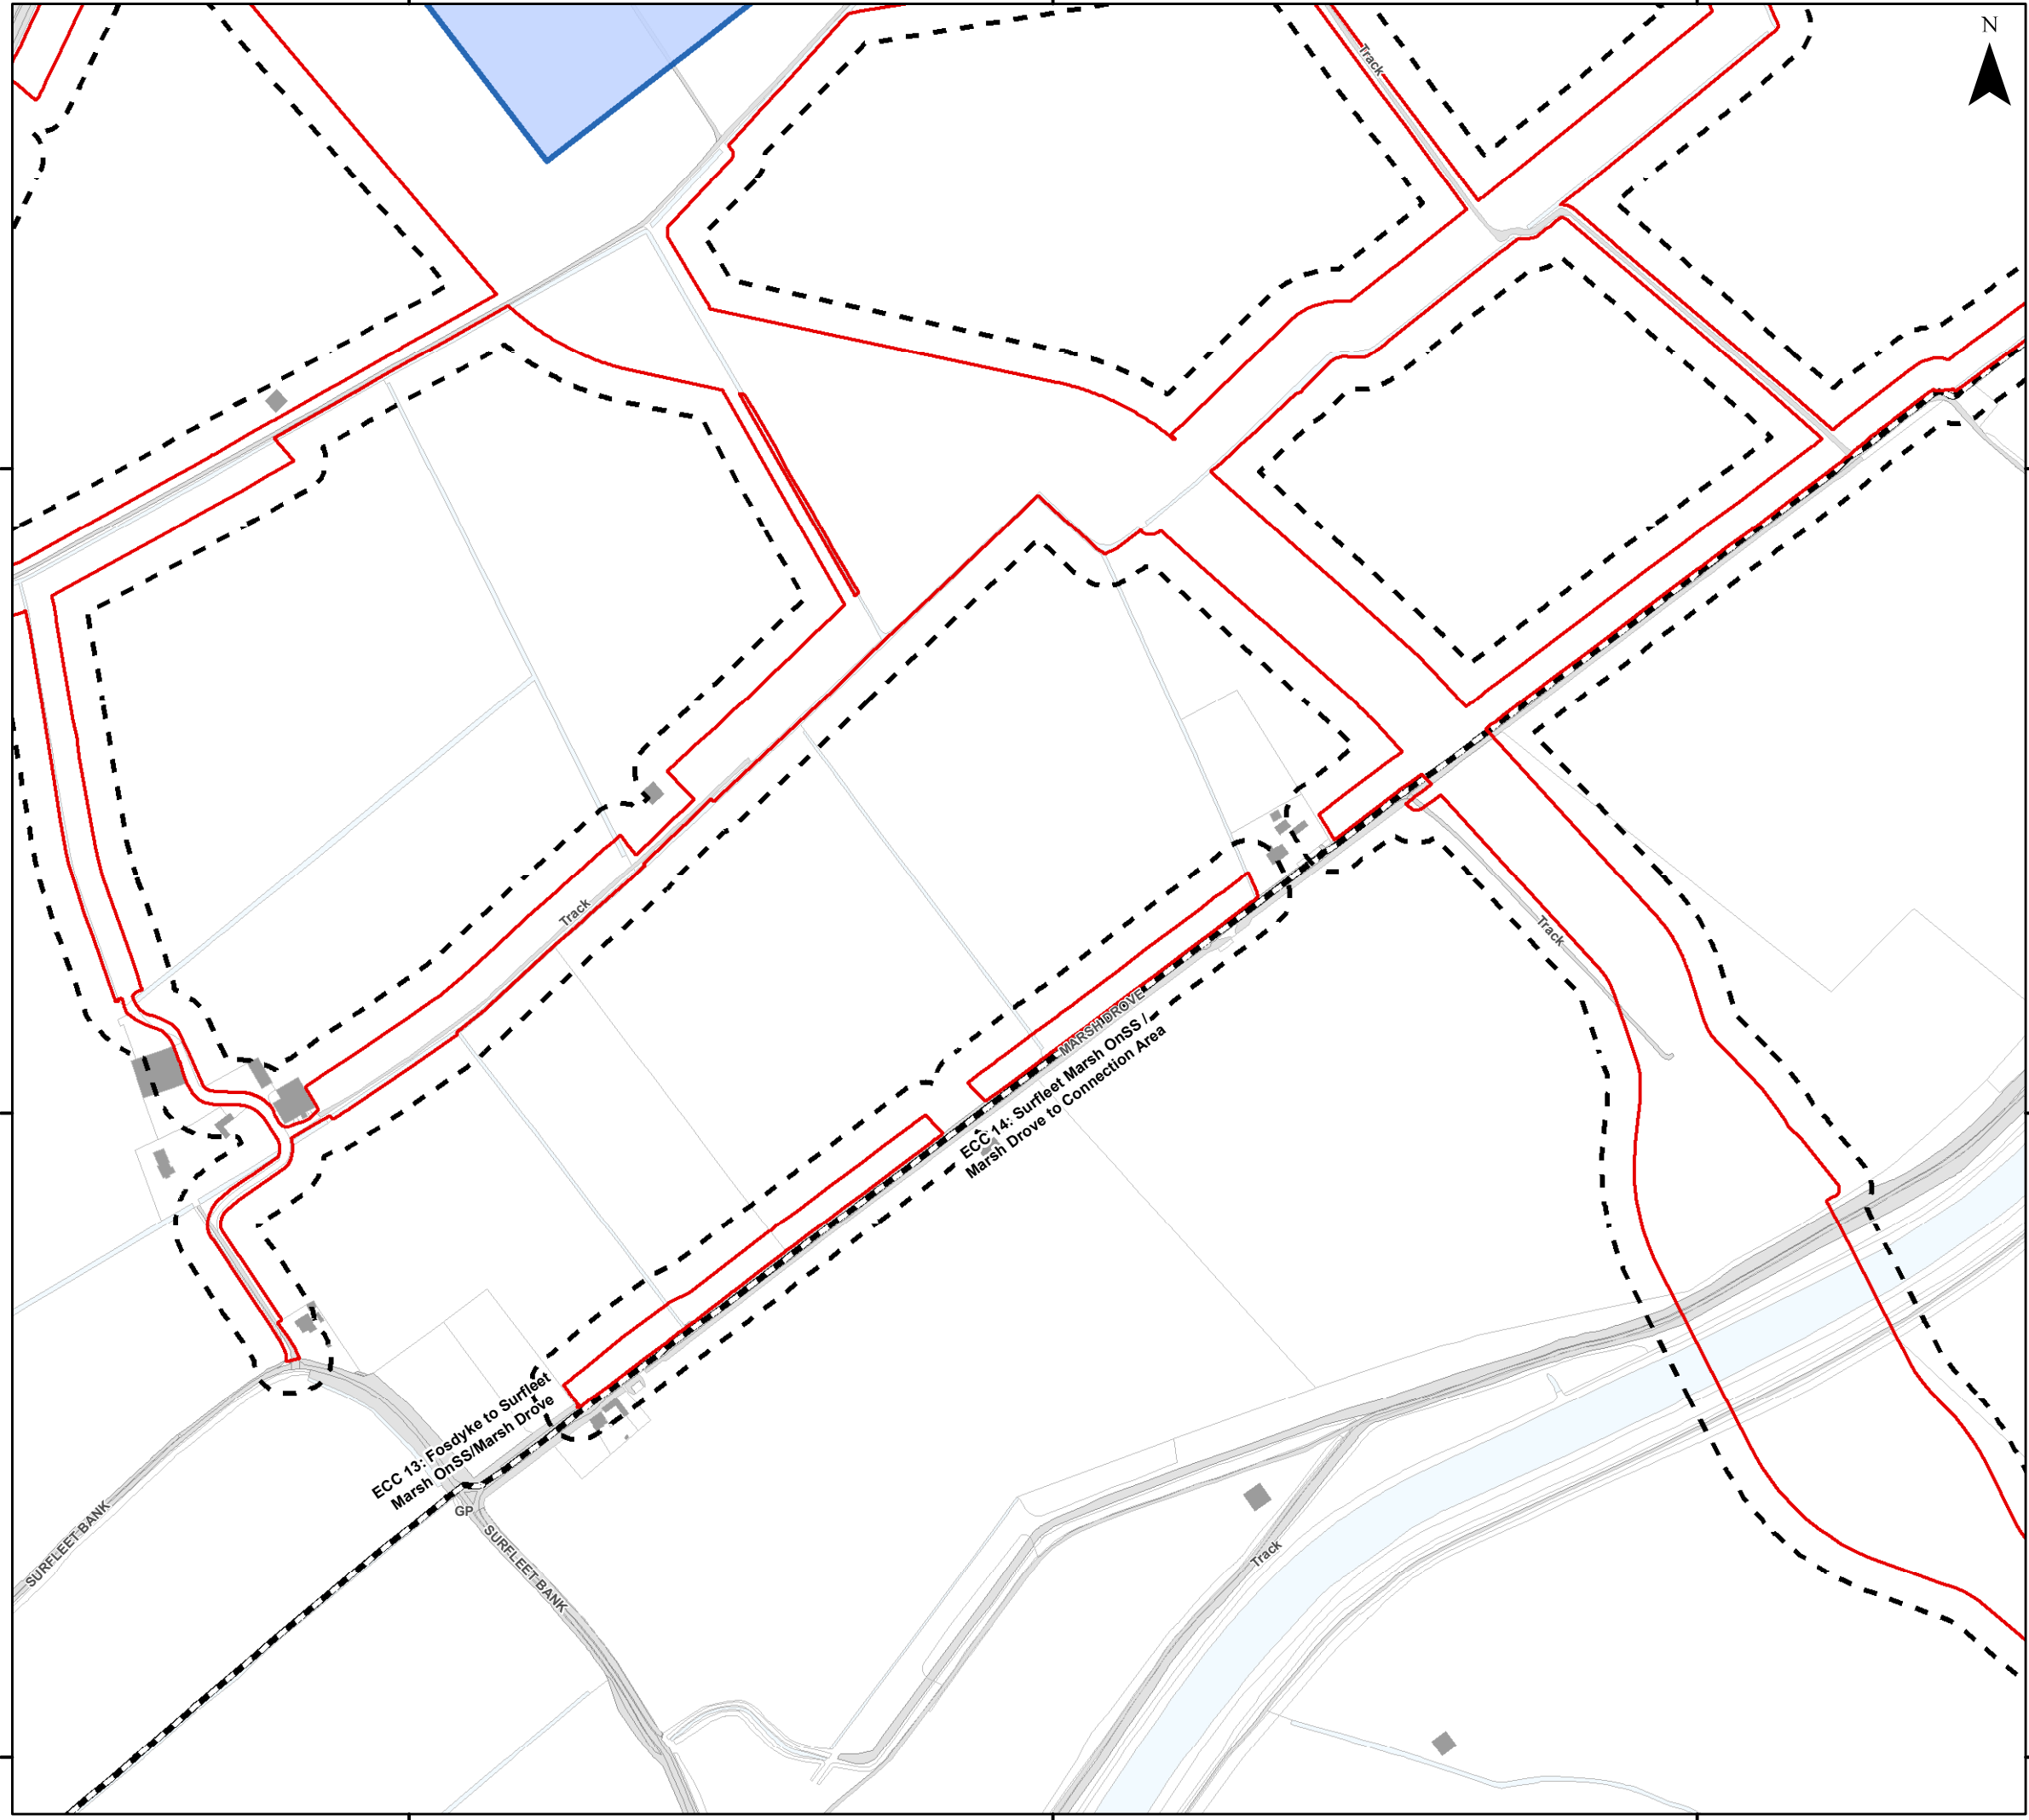 N
Track
Track
Track
MARSH DROVE
ECC 14: Surfleet Marsh OnSS /
Marsh Drove to Connection Area
ECC 13: Fosdyke to Surfleet
Marsh OnSS/Marsh Drove
GP
SURFLEET BANK
SURFLEET BANK
Track